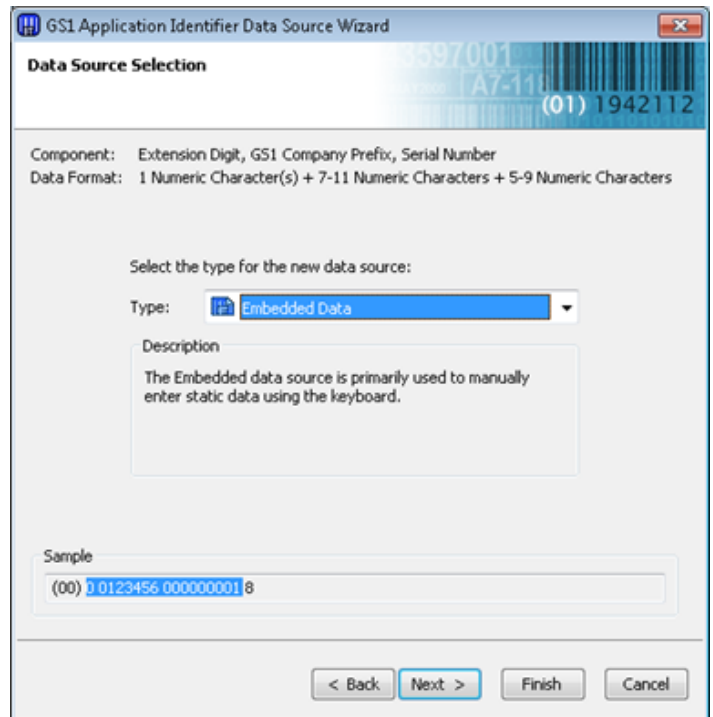 GS1 Application Identifier Data Source Wizard
Data Source Selection
3597001
A7-118
(01) 1942112
Component: Extension Digit, GS1 Company Prefix, Serial Number
Data Format: 1 Numeric Character(s) + 7-11 Numeric Characters + 5-9 Numeric Characters
Select the type for the new data source:
Type: Embedded Data
Description
The Embedded data source is primarily used to manually
enter static data using the keyboard.
Sample
(00) 0 0123456 000000001 8
< Back Next > Finish Cancel